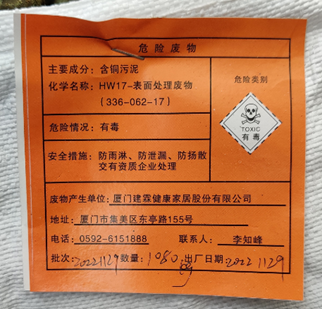 危险废物
主要成分：含铜污泥
化学名称：HW17-表面处理废物
(336-062-17)
危险情况：有毒
安全措施：防雨淋、防泄漏、防扬散
交有资质企业处理
危险类别
TOXIC
有毒
废物产生单位：厦门建霖健康家居股份有限公司
地址：厦门市集美区东亭路155号
电话：0592-6151888 联系人：李知峰
批次：20221129 数量：1080kg 出厂日期：20221129